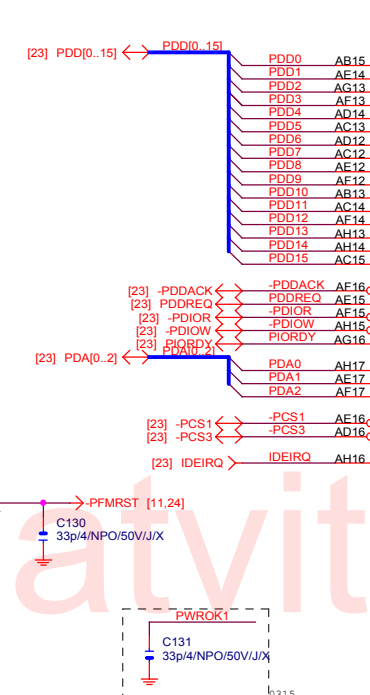 [23] PDD[0..15] PDD[0..15]
PDD0 AB15
PDD1 AE14
PDD2 AG13
PDD3 AF13
PDD4 AD14
PDD5 AC13
PDD6 AD12
PDD7 AC12
PDD8 AE12
PDD9 AF12
PDD10 AB13
PDD11 AC14
PDD12 AF14
PDD13 AH13
PDD14 AH14
PDD15 AC15
[23] -PDDACK -PDDACK AF16
[23] PDDREQ PDDREQ AE15
[23] -PDIOR -PDIOR AF15
[23] -PDIOW -PDIOW AH15
[23] PIORDY PIORDY AG16
[23] PDA[0..2] PDA[0..2]
PDA0 AH17
PDA1 AE17
PDA2 AF17
[23] -PCS1 -PCS1 AE16
[23] -PCS3 -PCS3 AD16
[23] IDEIRQ IDEIRQ AH16
-PFMRST [11,24]
C130
33p/4/NPO/50V/J/X
atvit
PWROK1
C131
33p/4/NPO/50V/J/X
0315